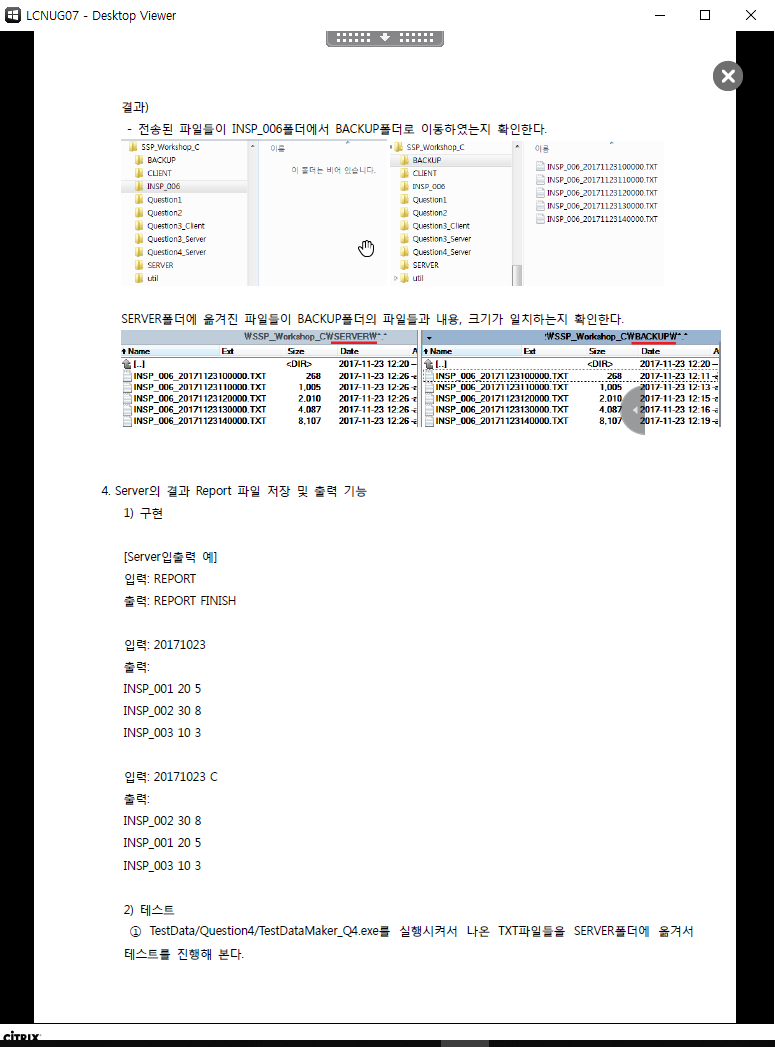 LCNUG07 - Desktop Viewer
결과)
- 전송된 파일들이 INSP_006폴더에서 BACKUP폴더로 이동하였는지 확인한다.
SSP_Workshop_C
BACKUP
CLIENT
INSP_006
Question1
Question2
Question3_Client
Question3_Server
Question4_Server
SERVER
util
이름
이 폴더는 비어 있습니다.
SSP_Workshop_C
BACKUP
CLIENT
INSP_006
Question1
Question2
Question3_Client
Question3_Server
Question4_Server
SERVER
util
이름
INSP_006_20171123100000.TXT
INSP_006_20171123110000.TXT
INSP_006_20171123120000.TXT
INSP_006_20171123130000.TXT
INSP_006_20171123140000.TXT
SERVER폴더에 옮겨진 파일들이 BACKUP폴더의 파일들과 내용, 크기가 일치하는지 확인한다.
₩SSP_Workshop_C₩SERVER₩*.*
Name Ext Size Date A
[..] <DIR> 2017-11-23 12:20 --
INSP_006_20171123100000.TXT 268 2017-11-23 12:26 -a
INSP_006_20171123110000.TXT 1,005 2017-11-23 12:26 -a
INSP_006_20171123120000.TXT 2,010 2017-11-23 12:26 -a
INSP_006_20171123130000.TXT 4,087 2017-11-23 12:26 -a
INSP_006_20171123140000.TXT 8,107 2017-11-23 12:26 -a
₩SSP_Workshop_C₩BACKUP₩*.*
Name Ext Size Date A
[..] <DIR> 2017-11-23 12:20 --
INSP_006_20171123100000.TXT 268 2017-11-23 12:11 -a
INSP_006_20171123110000.TXT 1,005 2017-11-23 12:13 -a
INSP_006_20171123120000.TXT 2,010 2017-11-23 12:15 -a
INSP_006_20171123130000.TXT 4,087 2017-11-23 12:16 -a
INSP_006_20171123140000.TXT 8,107 2017-11-23 12:19 -a
4. Server의 결과 Report 파일 저장 및 출력 기능
1) 구현
[Server입출력 예]
입력: REPORT
출력: REPORT FINISH
입력: 20171023
출력:
INSP_001 20 5
INSP_002 30 8
INSP_003 10 3
입력: 20171023 C
출력:
INSP_002 30 8
INSP_001 20 5
INSP_003 10 3
2) 테스트
① TestData/Question4/TestDataMaker_Q4.exe를 실행시켜서 나온 TXT파일들을 SERVER폴더에 옮겨서
테스트를 진행해 본다.
CİTRIX